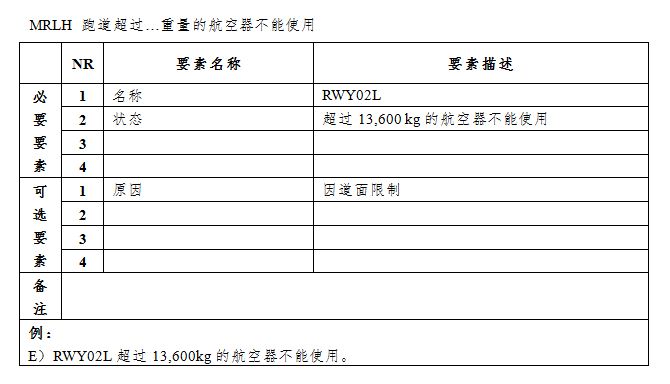 MRLH 跑道超过…重量的航空器不能使用
NR 要素名称 要素描述
必要要素
1 名称 RWY02L
2 状态 超过 13,600 kg 的航空器不能使用
3
4
可选要素
1 原因 因道面限制
2
3
4
备注
例：
E）RWY02L 超过 13,600kg 的航空器不能使用。